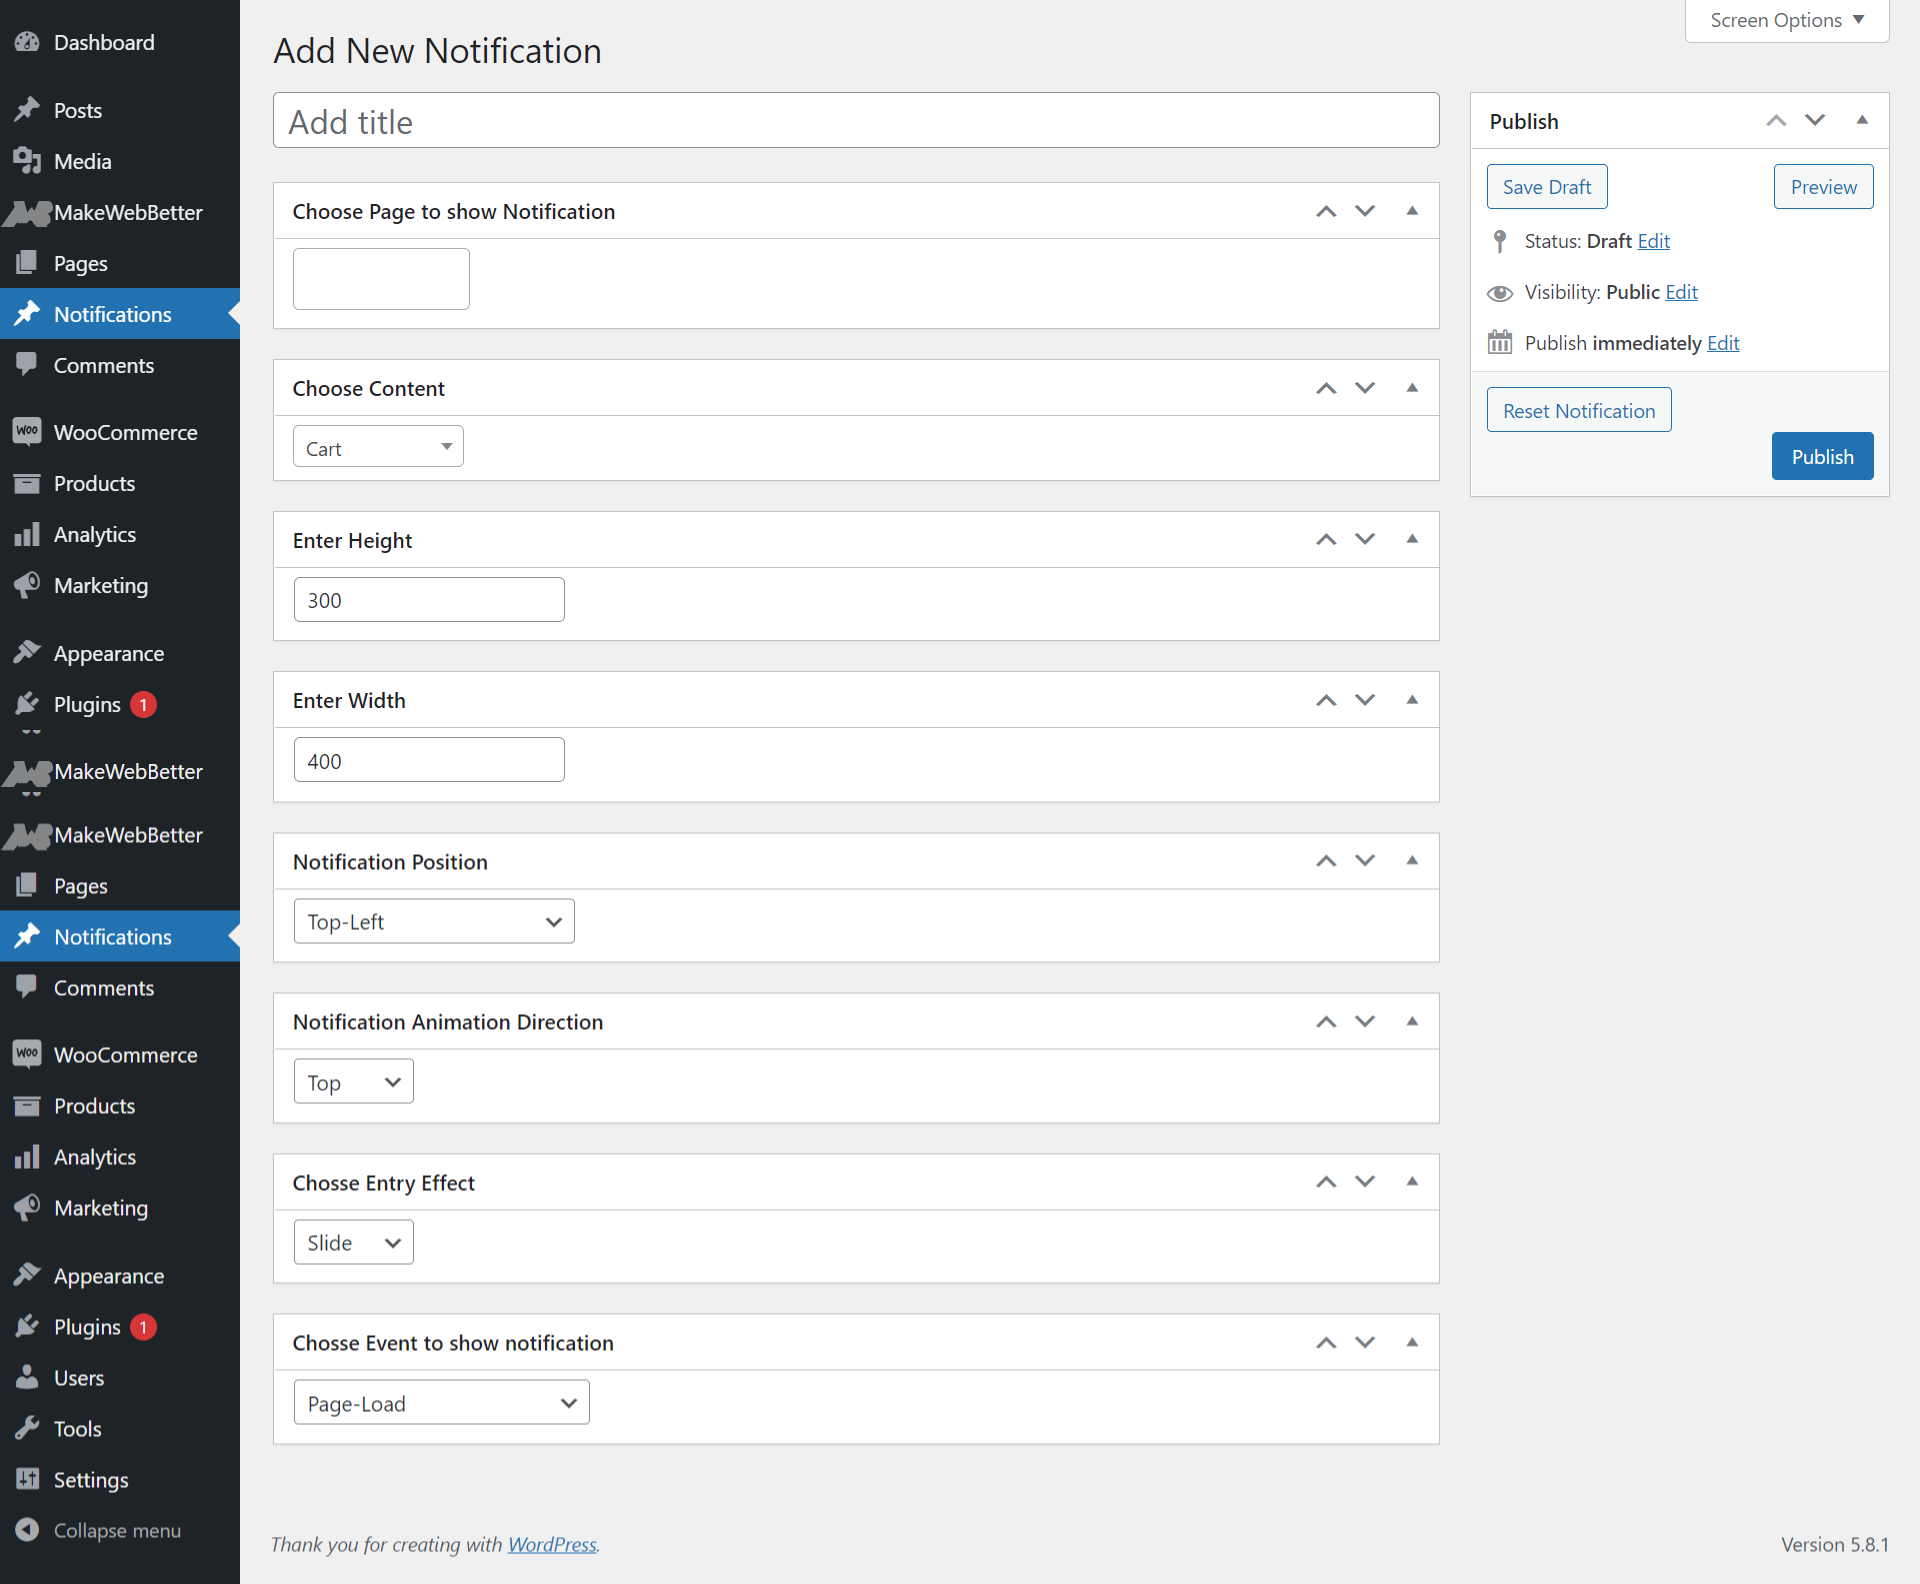 Dashboard
Posts
Media
MakeWebBetter
Pages
Notifications
Comments
WooCommerce
Products
Analytics
Marketing
Appearance
Plugins 1
MakeWebBetter
MakeWebBetter
Pages
Notifications
Comments
WooCommerce
Products
Analytics
Marketing
Appearance
Plugins 1
Users
Tools
Settings
Collapse menu
Screen Options
Add New Notification
Add title
Choose Page to show Notification
Choose Content
Cart
Enter Height
300
Enter Width
400
Notification Position
Top-Left
Notification Animation Direction
Top
Chosse Entry Effect
Slide
Chosse Event to show notification
Page-Load
Publish
Save Draft
Preview
Status: Draft Edit
Visibility: Public Edit
Publish immediately Edit
Reset Notification
Publish
Thank you for creating with WordPress.
Version 5.8.1